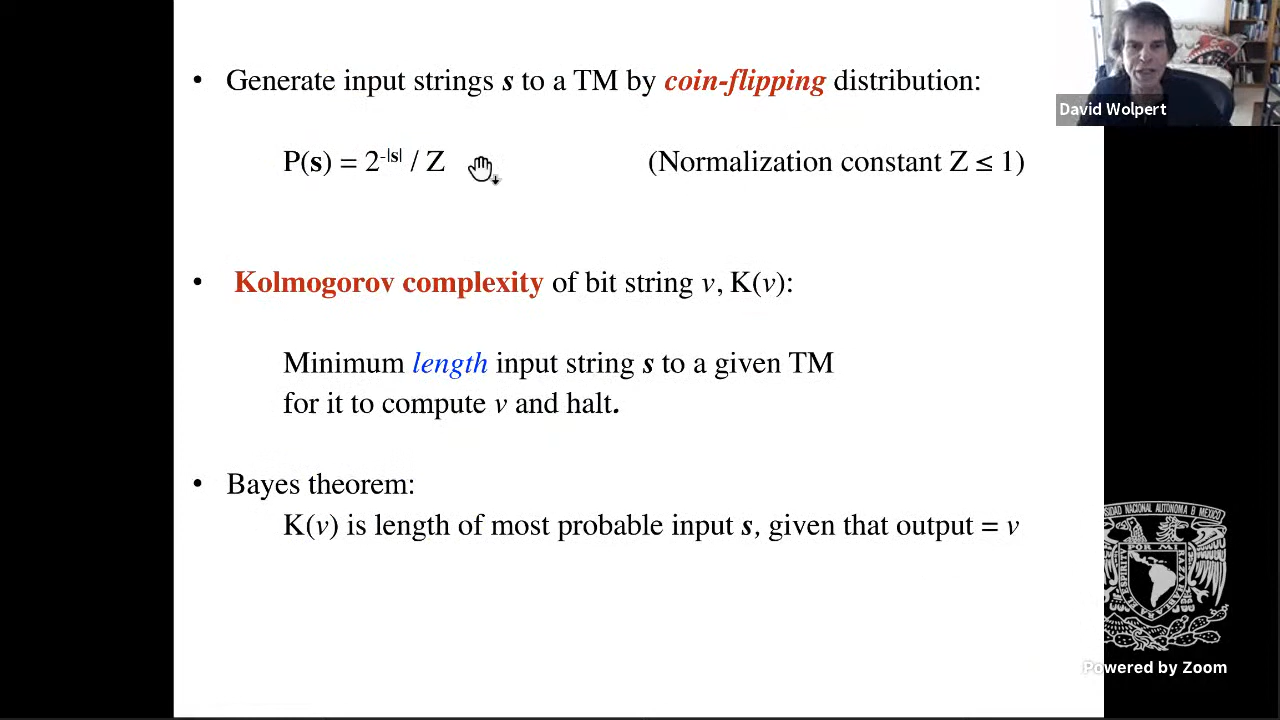 • Generate input strings s to a TM by coin-flipping distribution:
David Wolpert
P(s) = 2^-|s| / Z (Normalization constant Z ≤ 1)
• Kolmogorov complexity of bit string v, K(v):
Minimum length input string s to a given TM
for it to compute v and halt.
• Bayes theorem:
K(v) is length of most probable input s, given that output = v
Powered by Zoom